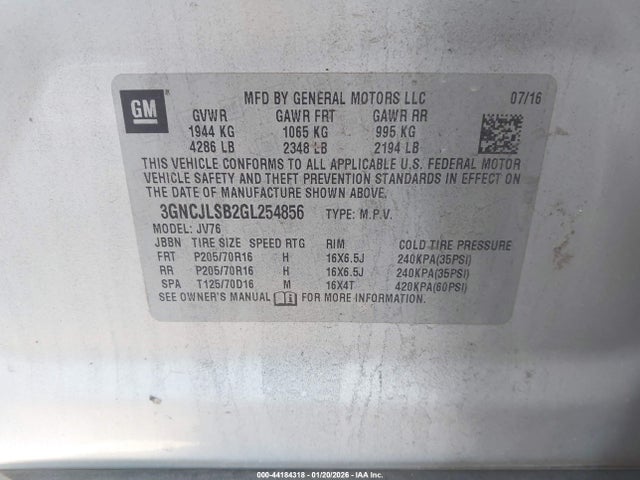 GM ®
MFD BY GENERAL MOTORS LLC 07/16
GVWR GAWR FRT GAWR RR
1944 KG 1065 KG 995 KG
4286 LB 2348 LB 2194 LB
THIS VEHICLE CONFORMS TO ALL APPLICABLE U.S. FEDERAL MOTOR
VEHICLE SAFETY AND THEFT PREVENTION STANDARDS IN EFFECT ON
THE DATE OF MANUFACTURE SHOWN ABOVE.
3GNCJLSB2GL254856 TYPE: M.P.V.
MODEL: JV76
JBBN TIRE SIZE SPEED RTG RIM COLD TIRE PRESSURE
FRT P205/70R16 H 16X6.5J 240KPA(35PSI)
RR P205/70R16 H 16X6.5J 240KPA(35PSI)
SPA T125/70D16 M 16X4T 420KPA(60PSI)
SEE OWNER'S MANUAL FOR MORE INFORMATION.
000-44184318 - 01/20/2026 - IAA Inc.